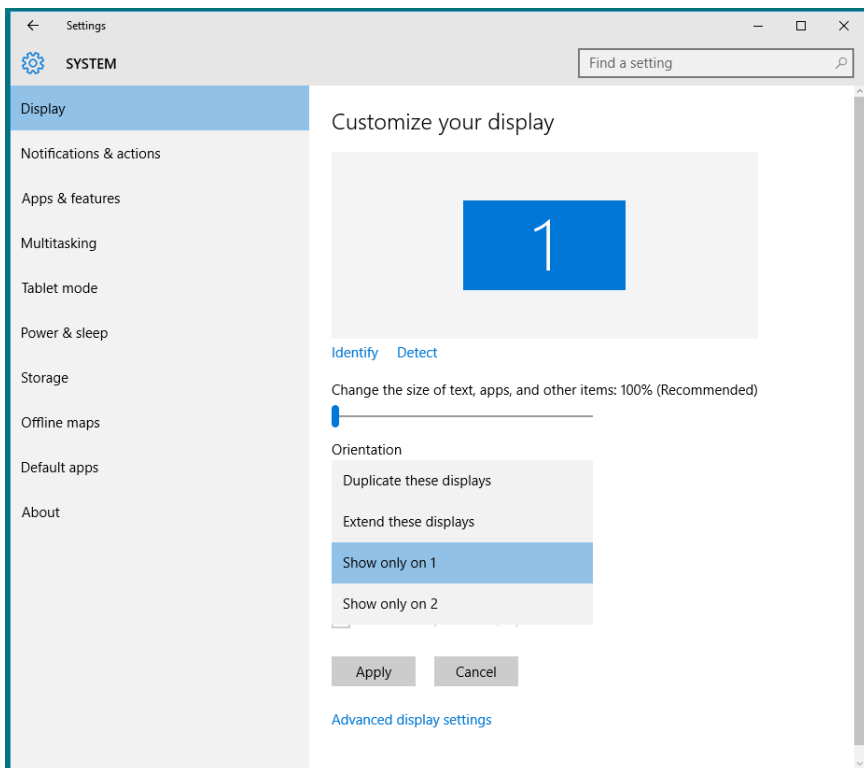 Settings
SYSTEM
Find a setting
Display
Notifications & actions
Apps & features
Multitasking
Tablet mode
Power & sleep
Storage
Offline maps
Default apps
About
Customize your display
1
Identify Detect
Change the size of text, apps, and other items: 100% (Recommended)
Orientation
Duplicate these displays
Extend these displays
Show only on 1
Show only on 2
Apply Cancel
Advanced display settings